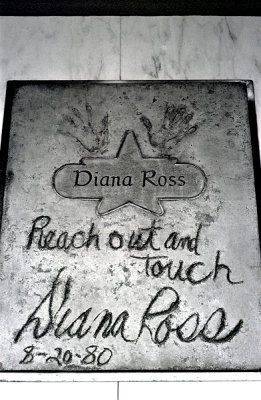 Diana Ross
Reach out and
touch
Diana Ross
8-20-80